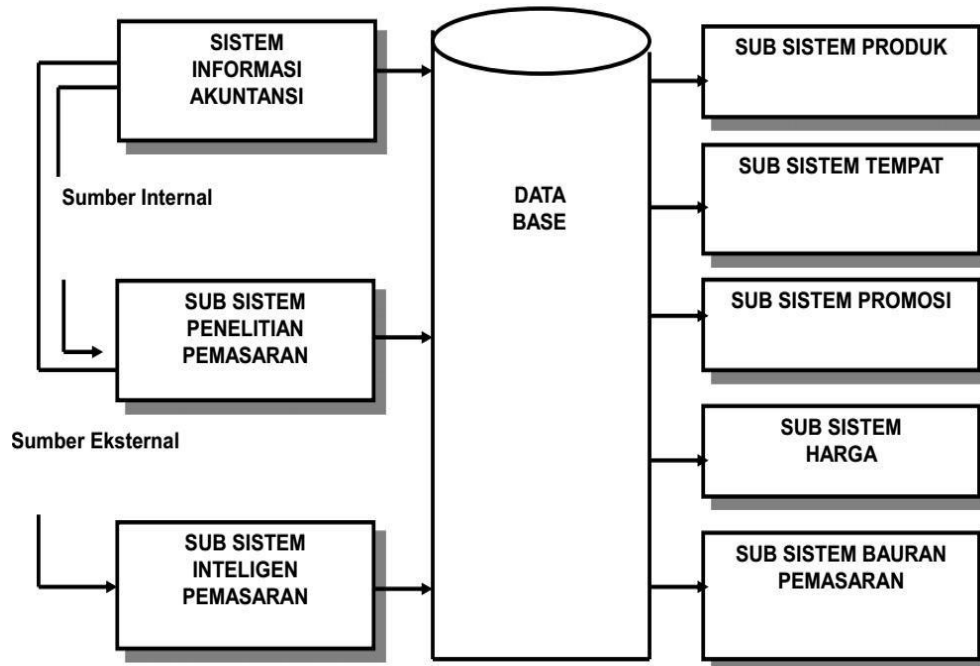 SISTEM
INFORMASI
AKUNTANSI
Sumber Internal
SUB SISTEM
PENELITIAN
PEMASARAN
Sumber Eksternal
SUB SISTEM
INTELIGEN
PEMASARAN
DATA
BASE
SUB SISTEM PRODUK
SUB SISTEM TEMPAT
SUB SISTEM PROMOSI
SUB SISTEM
HARGA
SUB SISTEM BAURAN
PEMASARAN